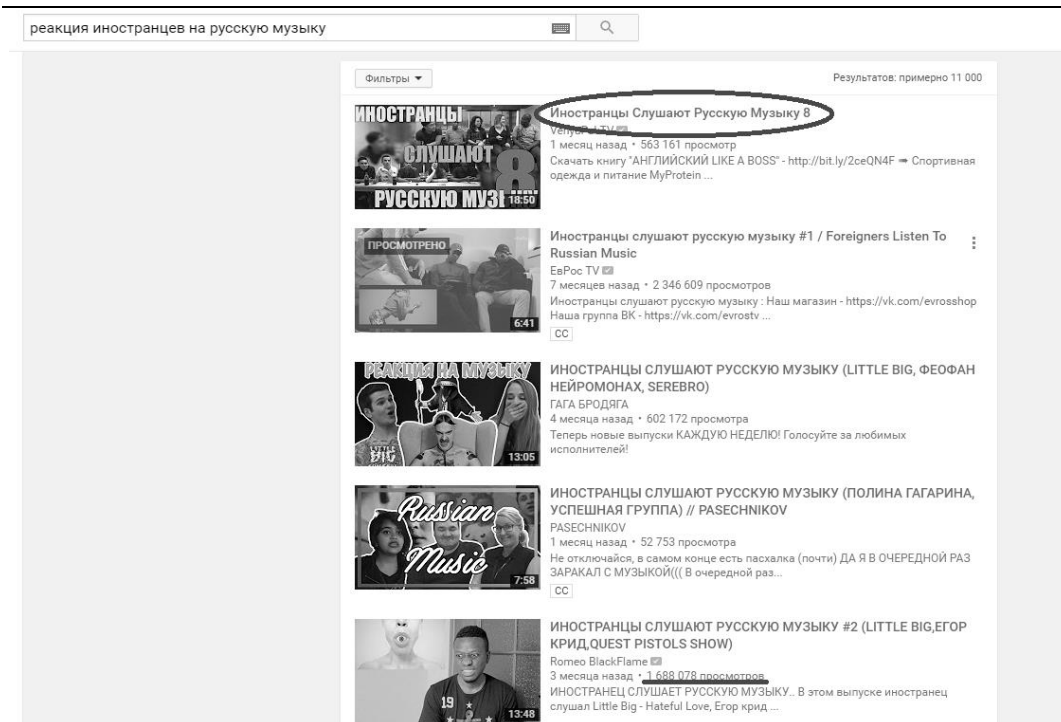 реакция иностранцев на русскую музыку
Фильтры
Результатов: примерно 11 000
ИНОСТРАНЦЫ
СЛУШАЮТ
8
РУССКУЮ
18:50
Иностранцы Слушают Русскую Музыку 8
1 месяц назад • 563 161 просмотр
Скачать книгу "АНГЛИЙСКИЙ LIKE A BOSS" - http://bit.ly/2ceQN4F ➠ Спортивная
одежда и питание MyProtein ...
ПРОСМОТРЕНО
6:41
Иностранцы слушают русскую музыку #1 / Foreigners Listen To
Russian Music
ЕвРос TV
7 месяцев назад • 2 346 609 просмотров
Иностранцы слушают русскую музыку : Наш магазин - https://vk.com/evrosshop
Наша группа ВК - https://vk.com/evrostv ...
CC
РЕАКЦИЯ НА МУЗЫКУ
LITTLE
BIG
13:05
ИНОСТРАНЦЫ СЛУШАЮТ РУССКУЮ МУЗЫКУ (LITTLE BIG, ФЕОФАН
НЕЙРОМОНАХ, SEREBRO)
ГАГА БРОДЯГА
4 месяца назад • 602 172 просмотра
Теперь новые выпуски КАЖДУЮ НЕДЕЛЮ! Голосуйте за любимых
исполнителей!
Russian
Music
7:58
ИНОСТРАНЦЫ СЛУШАЮТ РУССКУЮ МУЗЫКУ (ПОЛИНА ГАГАРИНА,
УСПЕШНАЯ ГРУППА) // PASECHNIKOV
PASECHNIKOV
1 месяц назад • 52 753 просмотра
Не отключайся, в самом конце есть пасхалка (почти) ДА Я В ОЧЕРЕДНОЙ РАЗ
ЗАРАКАЛ С МУЗЫКОЙ((( В очередной раз...
CC
19
13:48
ИНОСТРАНЦЫ СЛУШАЮТ РУССКУЮ МУЗЫКУ #2 (LITTLE BIG,ЕГОР
КРИД,QUEST PISTOLS SHOW)
Romeo BlackFlame
3 месяца назад • 1 688 078 просмотров
ИНОСТРАНЕЦ СЛУШАЕТ РУССКУЮ МУЗЫКУ.. В этом выпуске иностранец
слушал Little Big - Hateful Love, Егор крид ...